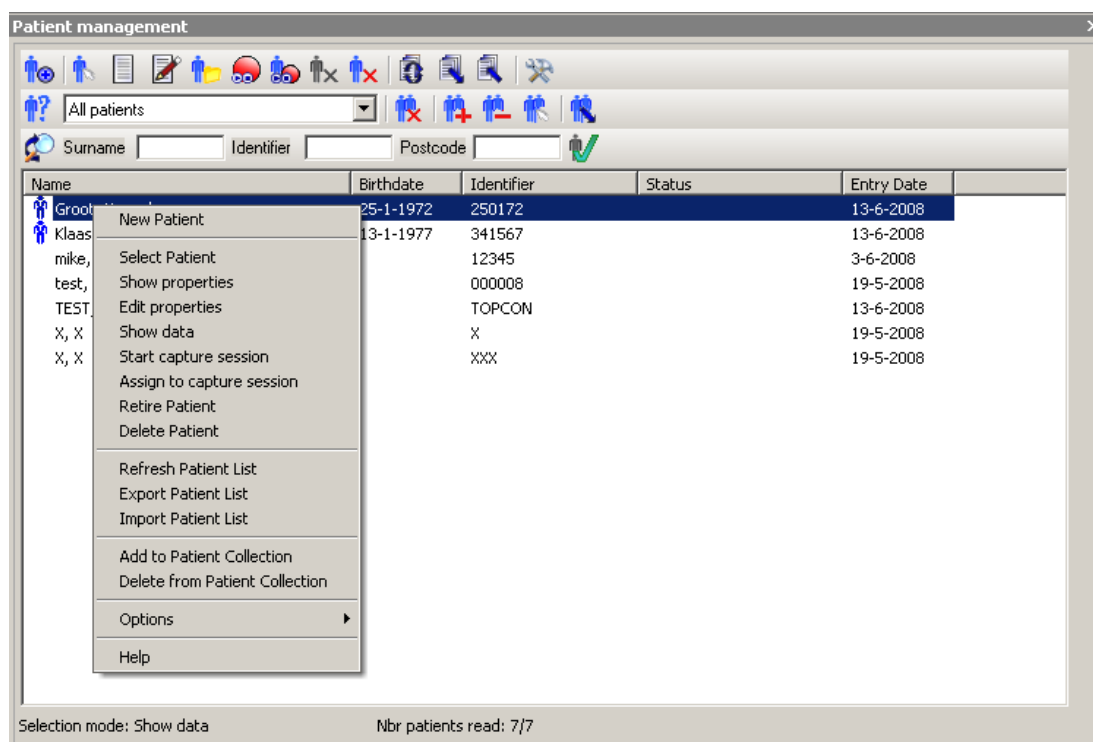 Patient management
All patients
Surname Identifier Postcode
Name Birthdate Identifier Status Entry Date
Groot 25-1-1972 250172 13-6-2008
New Patient
Klaas 13-1-1977 341567 13-6-2008
mike, 12345 3-6-2008
Select Patient
test, 000008 19-5-2008
Show properties
TEST TOPCON 13-6-2008
Edit properties
X, X X 19-5-2008
Show data
X, X XXX 19-5-2008
Start capture session
Assign to capture session
Retire Patient
Delete Patient
Refresh Patient List
Export Patient List
Import Patient List
Add to Patient Collection
Delete from Patient Collection
Options
Help
Selection mode: Show data Nbr patients read: 7/7